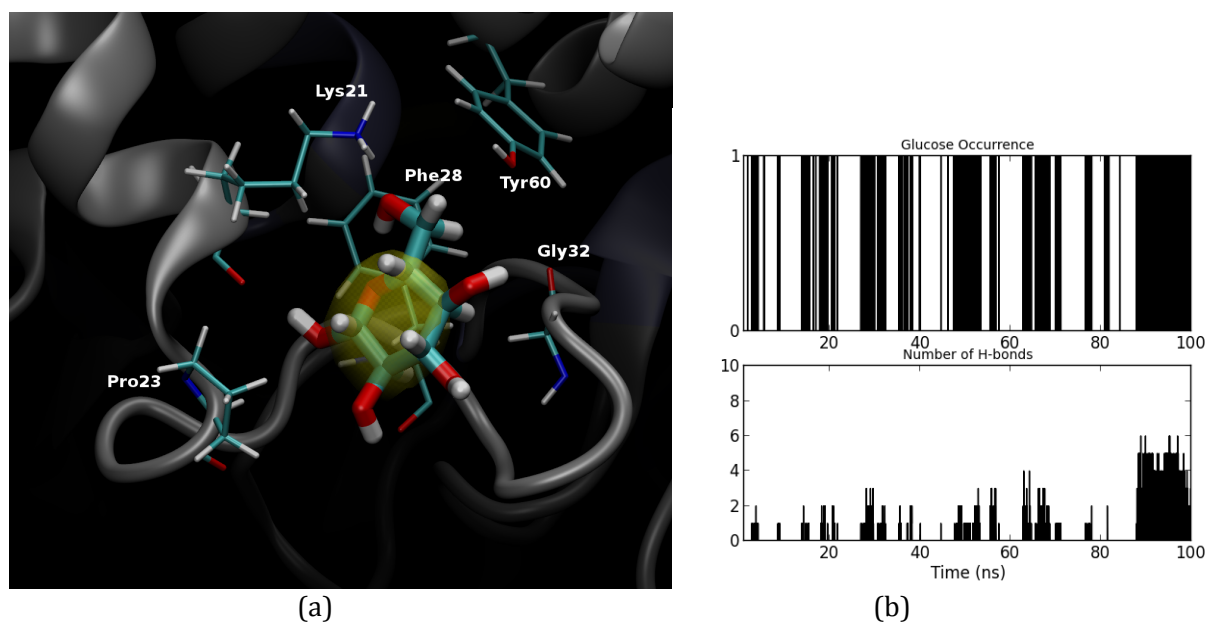 Lys21
Phe28
Tyr60
Gly32
Pro23
(a)
Glucose Occurrence
1
0
20 40 60 80 100
Number of H-bonds
10
8
6
4
2
0
20 40 60 80 100
Time (ns)
(b)